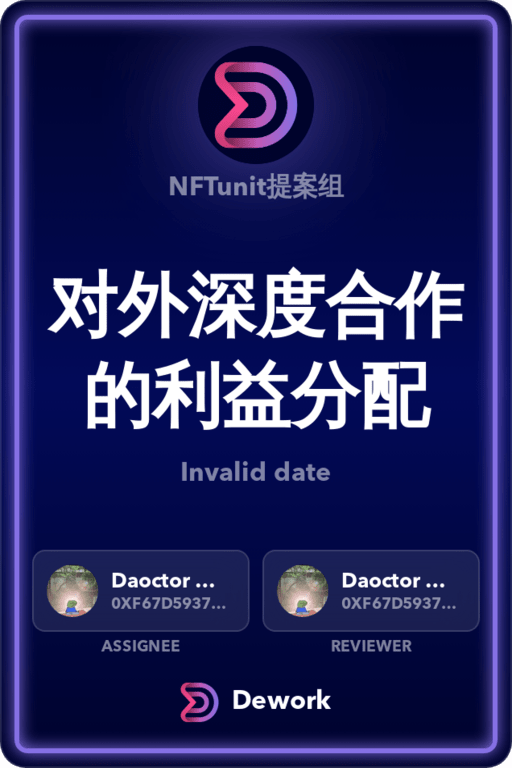 NFTunit提案组
对外深度合作
的利益分配
Invalid date
Daoctor ...
0XF67D5937...
Daoctor ...
0XF67D5937...
ASSIGNEE
REVIEWER
Dework